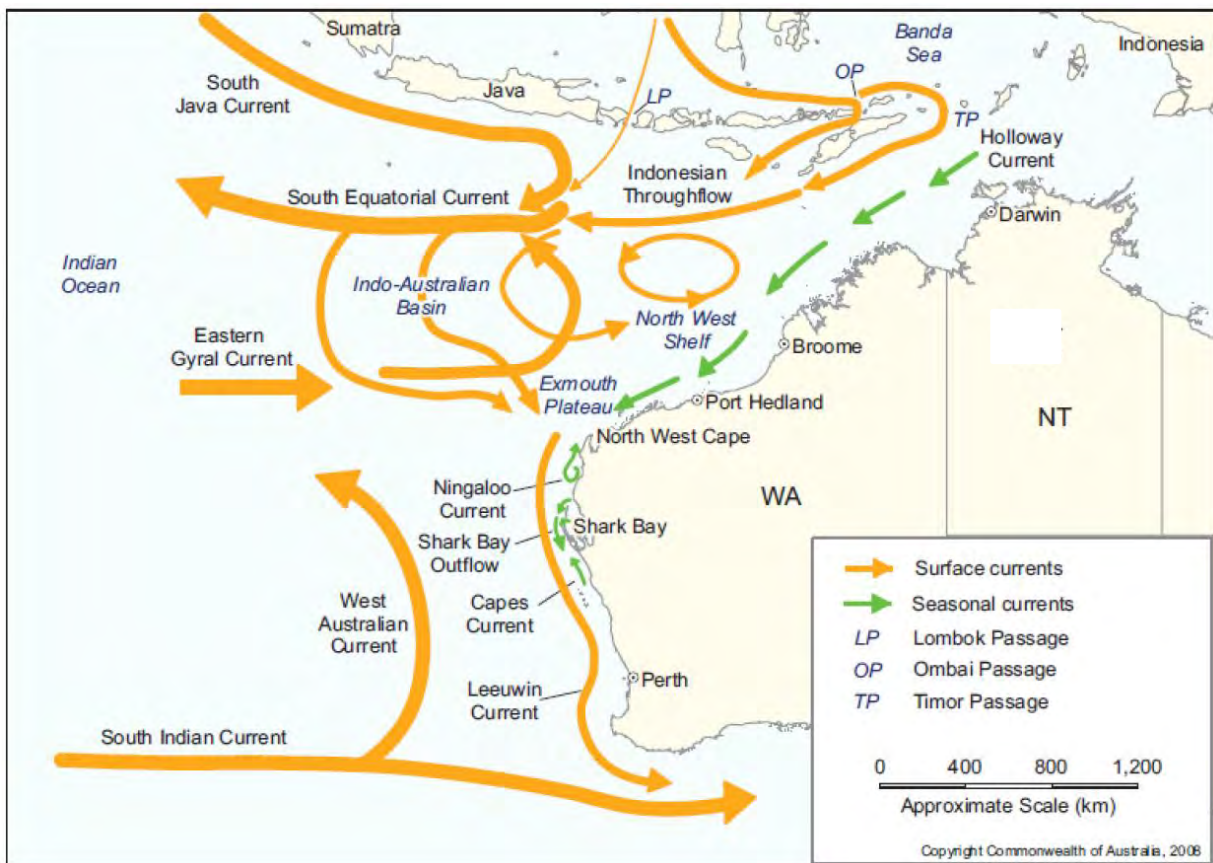 Sumatra
Banda
Sea
Indonesia
South
Java Current
Java
LP
OP
TP
Holloway
Current
Indonesian
Throughflow
South Equatorial Current
Darwin
Indian
Ocean
Indo-Australian
Basin
North West
Shelf
Eastern
Gyral Current
Broome
Exmouth
Plateau
Port Hedland
NT
North West Cape
Ningaloo
Current
WA
Shark Bay
Shark Bay
Outflow
West
Australian
Current
Capes
Current
Perth
Leeuwin
Current
South Indian Current
Surface currents
Seasonal currents
LP Lombok Passage
OP Ombai Passage
TP Timor Passage
0 400 800 1,200
Approximate Scale (km)
Copyright Commonwealth of Australia, 2008